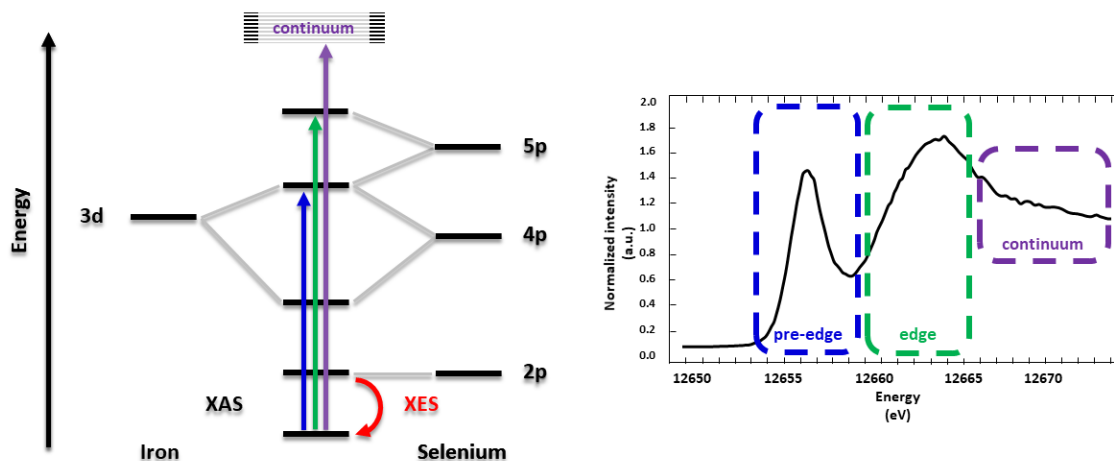 continuum
Energy
3d
5p
4p
2p
XAS
XES
Iron
Selenium
Normalized intensity
(a.u.)
2.0
1.8
1.6
1.4
1.2
1.0
0.8
0.6
0.4
0.2
0.0
pre-edge
edge
continuum
12650
12655
12660
12665
12670
Energy
(eV)